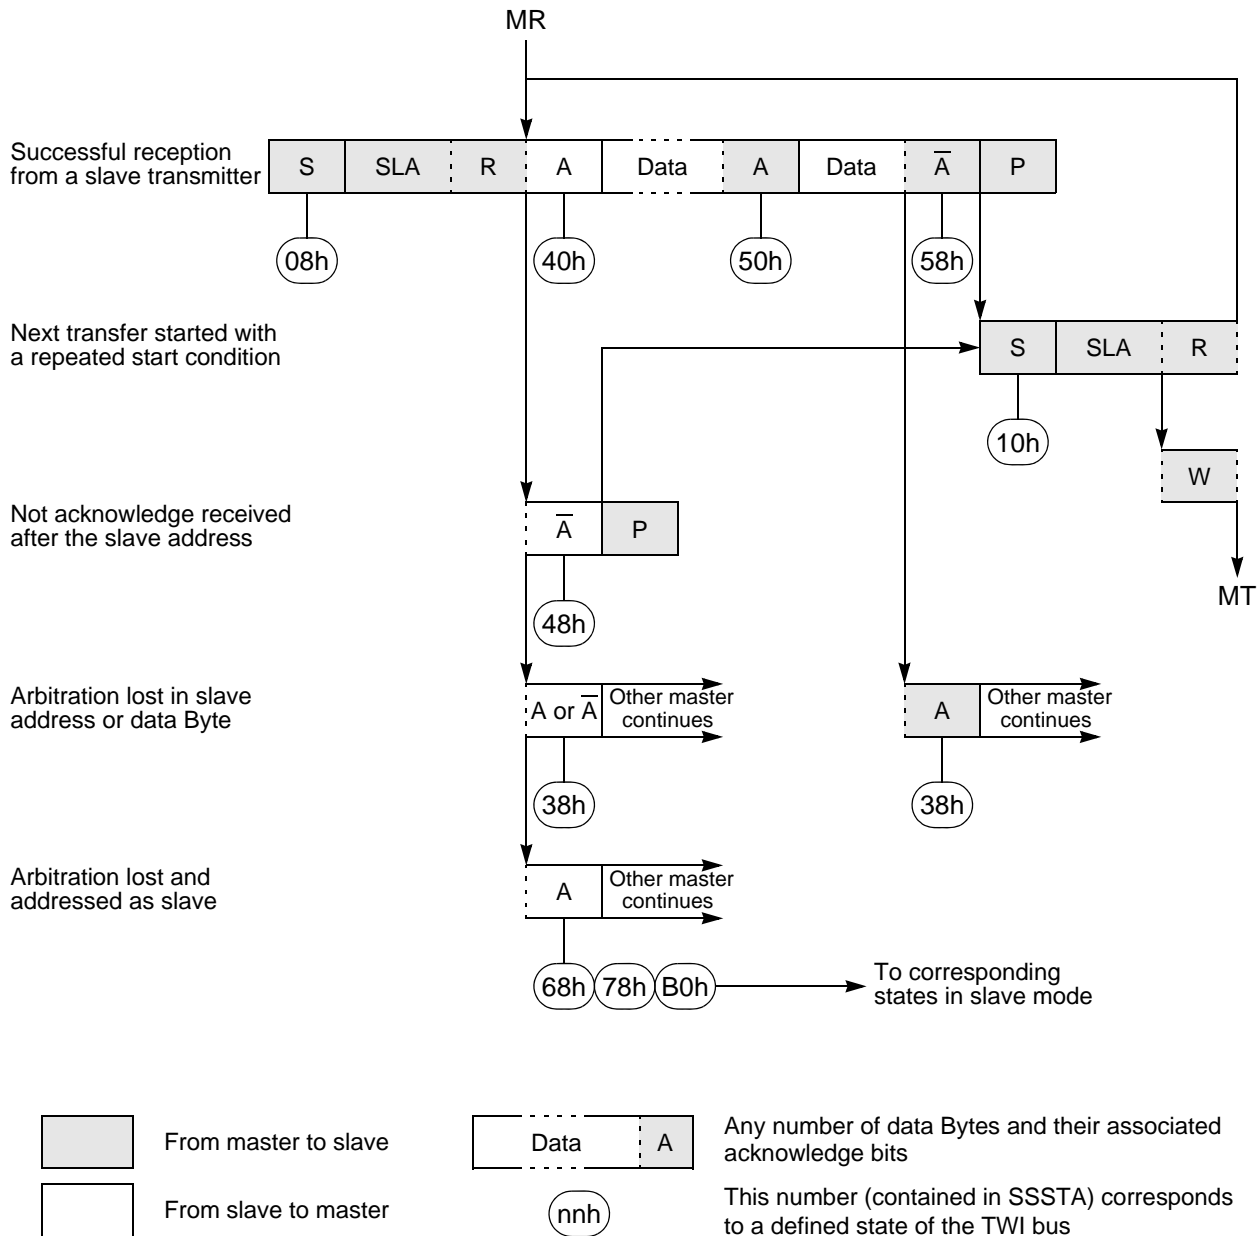 MR
Successful reception
from a slave transmitter
S SLA R A Data A Data A̅ P
08h 40h 50h 58h
Next transfer started with
a repeated start condition
S SLA R
10h
W
MT
Not acknowledge received
after the slave address
A̅ P
48h
Arbitration lost in slave
address or data Byte
A or A̅ Other master
continues
A Other master
continues
38h 38h
Arbitration lost and
addressed as slave
A Other master
continues
68h 78h B0h
To corresponding
states in slave mode
From master to slave
Data A
Any number of data Bytes and their associated
acknowledge bits
From slave to master
nnh
This number (contained in SSSTA) corresponds
to a defined state of the TWI bus